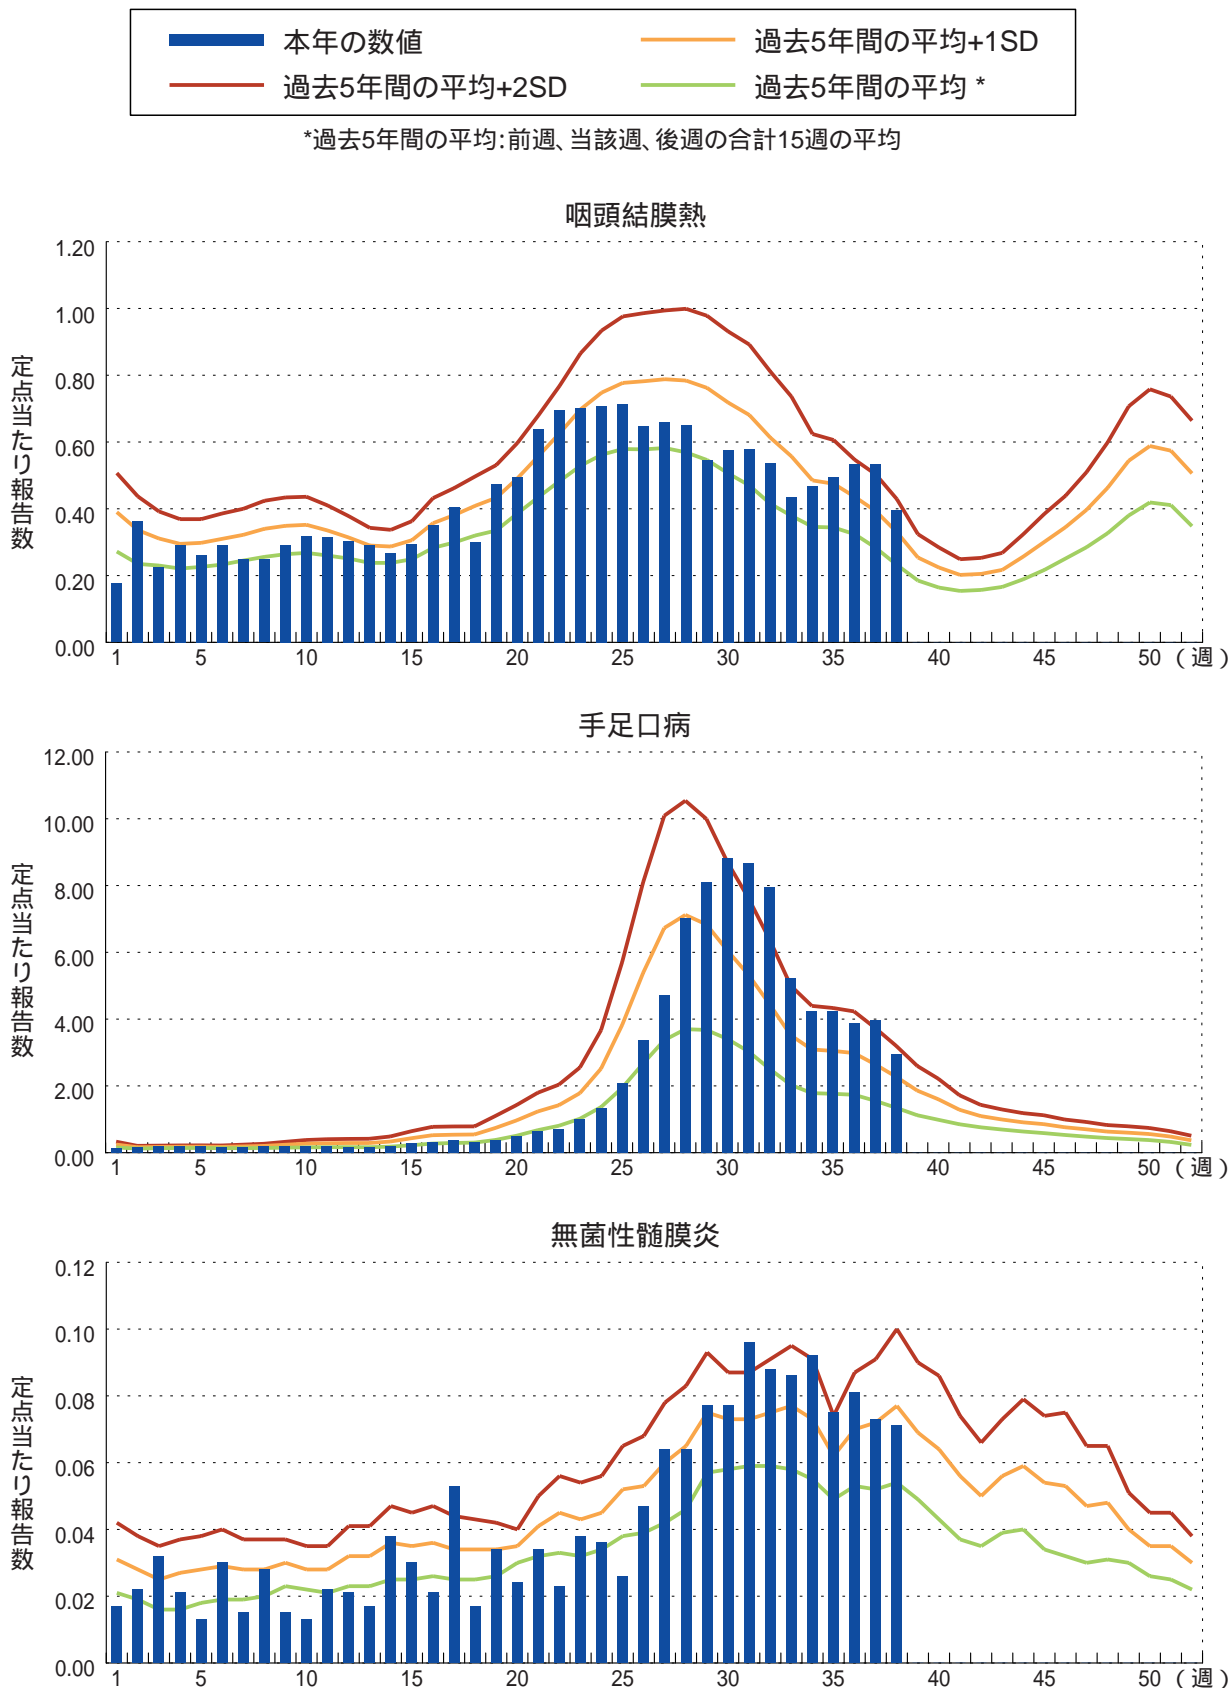 本年の数値
過去5年間の平均+1SD
過去5年間の平均+2SD
過去5年間の平均 *
*過去5年間の平均:前週、当該週、後週の合計15週の平均
咽頭結膜熱
定点当たり報告数
1.20
1.00
0.80
0.60
0.40
0.20
0.00
1 5 10 15 20 25 30 35 40 45 50 (週)
手足口病
定点当たり報告数
12.00
10.00
8.00
6.00
4.00
2.00
0.00
1 5 10 15 20 25 30 35 40 45 50 (週)
無菌性髄膜炎
定点当たり報告数
0.12
0.10
0.08
0.06
0.04
0.02
0.00
1 5 10 15 20 25 30 35 40 45 50 (週)